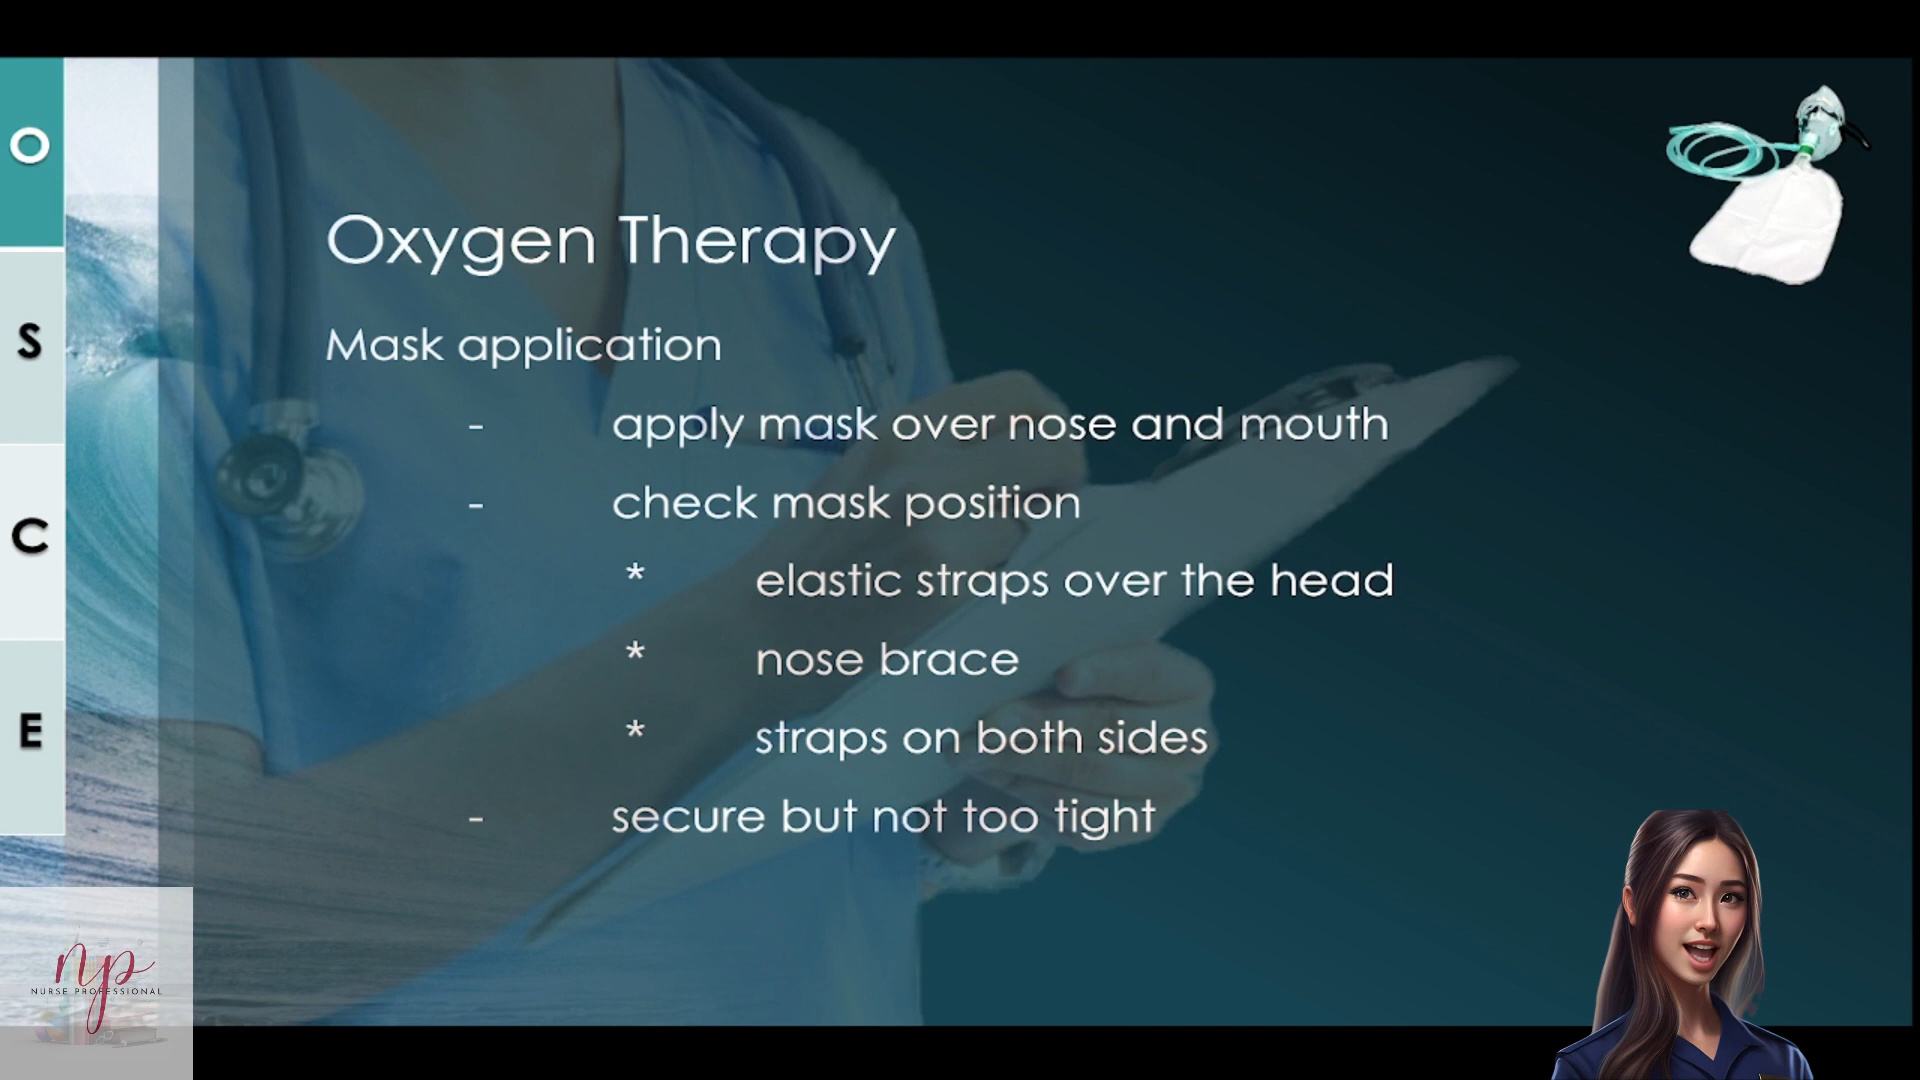 O
S
C
E
Oxygen Therapy
Mask application
- apply mask over nose and mouth
- check mask position
* elastic straps over the head
* nose brace
* straps on both sides
- secure but not too tight
np
NURSE PROFESSIONAL